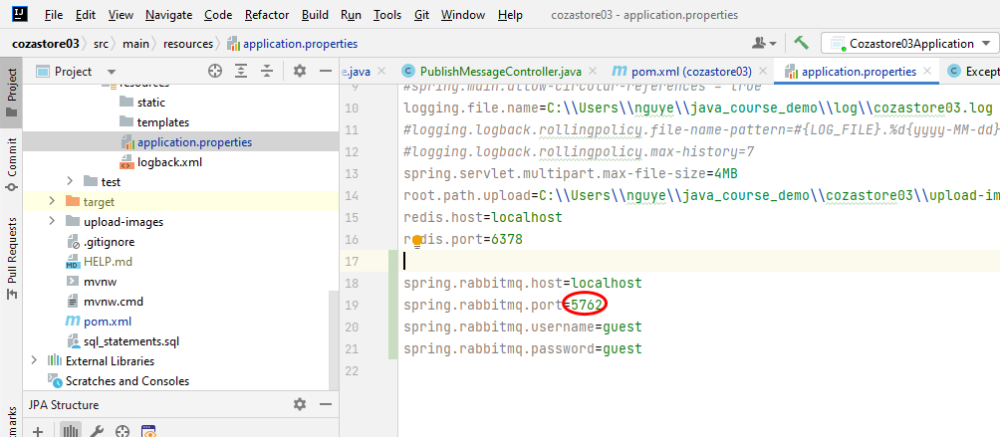 File Edit View Navigate Code Refactor Build Run Tools Git Window Help cozastore03 - application.properties
cozastore03 src main resources application.properties Cozastore03Application
Project
e.java PublishMessageController.java pom.xml (cozastore03) application.properties Except
Project
Commit
Pull Requests
resources
static
templates
application.properties
logback.xml
test
target
upload-images
.gitignore
HELP.md
mvnw
mvnw.cmd
pom.xml
sql_statements.sql
External Libraries
Scratches and Consoles
JPA Structure
9 #spring.main.allow-circular-references = true
10 logging.file.name=C:\\Users\\nguye\\java_course_demo\\log\\cozastore03.log
11 #logging.logback.rollingpolicy.file-name-pattern=#{LOG_FILE}.%d{yyyy-MM-dd}
12 #logging.logback.rollingpolicy.max-history=7
13 spring.servlet.multipart.max-file-size=4MB
14 root.path.upload=C:\\Users\\nguye\\java_course_demo\\cozastore03\\upload-im
15 redis.host=localhost
16 redis.port=6378
17
18 spring.rabbitmq.host=localhost
19 spring.rabbitmq.port=5762
20 spring.rabbitmq.username=guest
21 spring.rabbitmq.password=guest
22